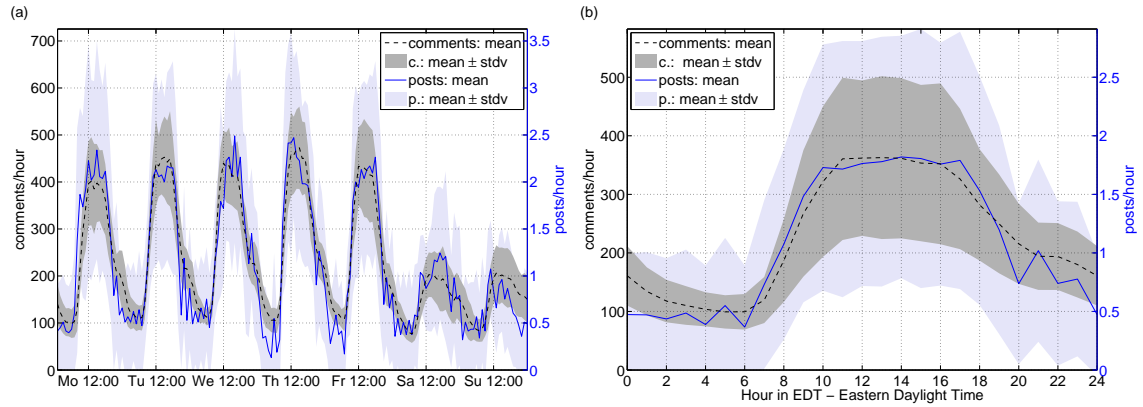 (a)
700
600
500
400
300
200
100
0
comments/hour
Mo 12:00 Tu 12:00 We 12:00 Th 12:00 Fr 12:00 Sa 12:00 Su 12:00
3.5
3
2.5
2
1.5
1
0.5
0
posts/hour
comments: mean
c.: mean ± stdv
posts: mean
p.: mean ± stdv
(b)
500
400
300
200
100
0
comments/hour
0 2 4 6 8 10 12 14 16 18 20 22 24
Hour in EDT − Eastern Daylight Time
2.5
2
1.5
1
0.5
0
posts/hour
comments: mean
c.: mean ± stdv
posts: mean
p.: mean ± stdv